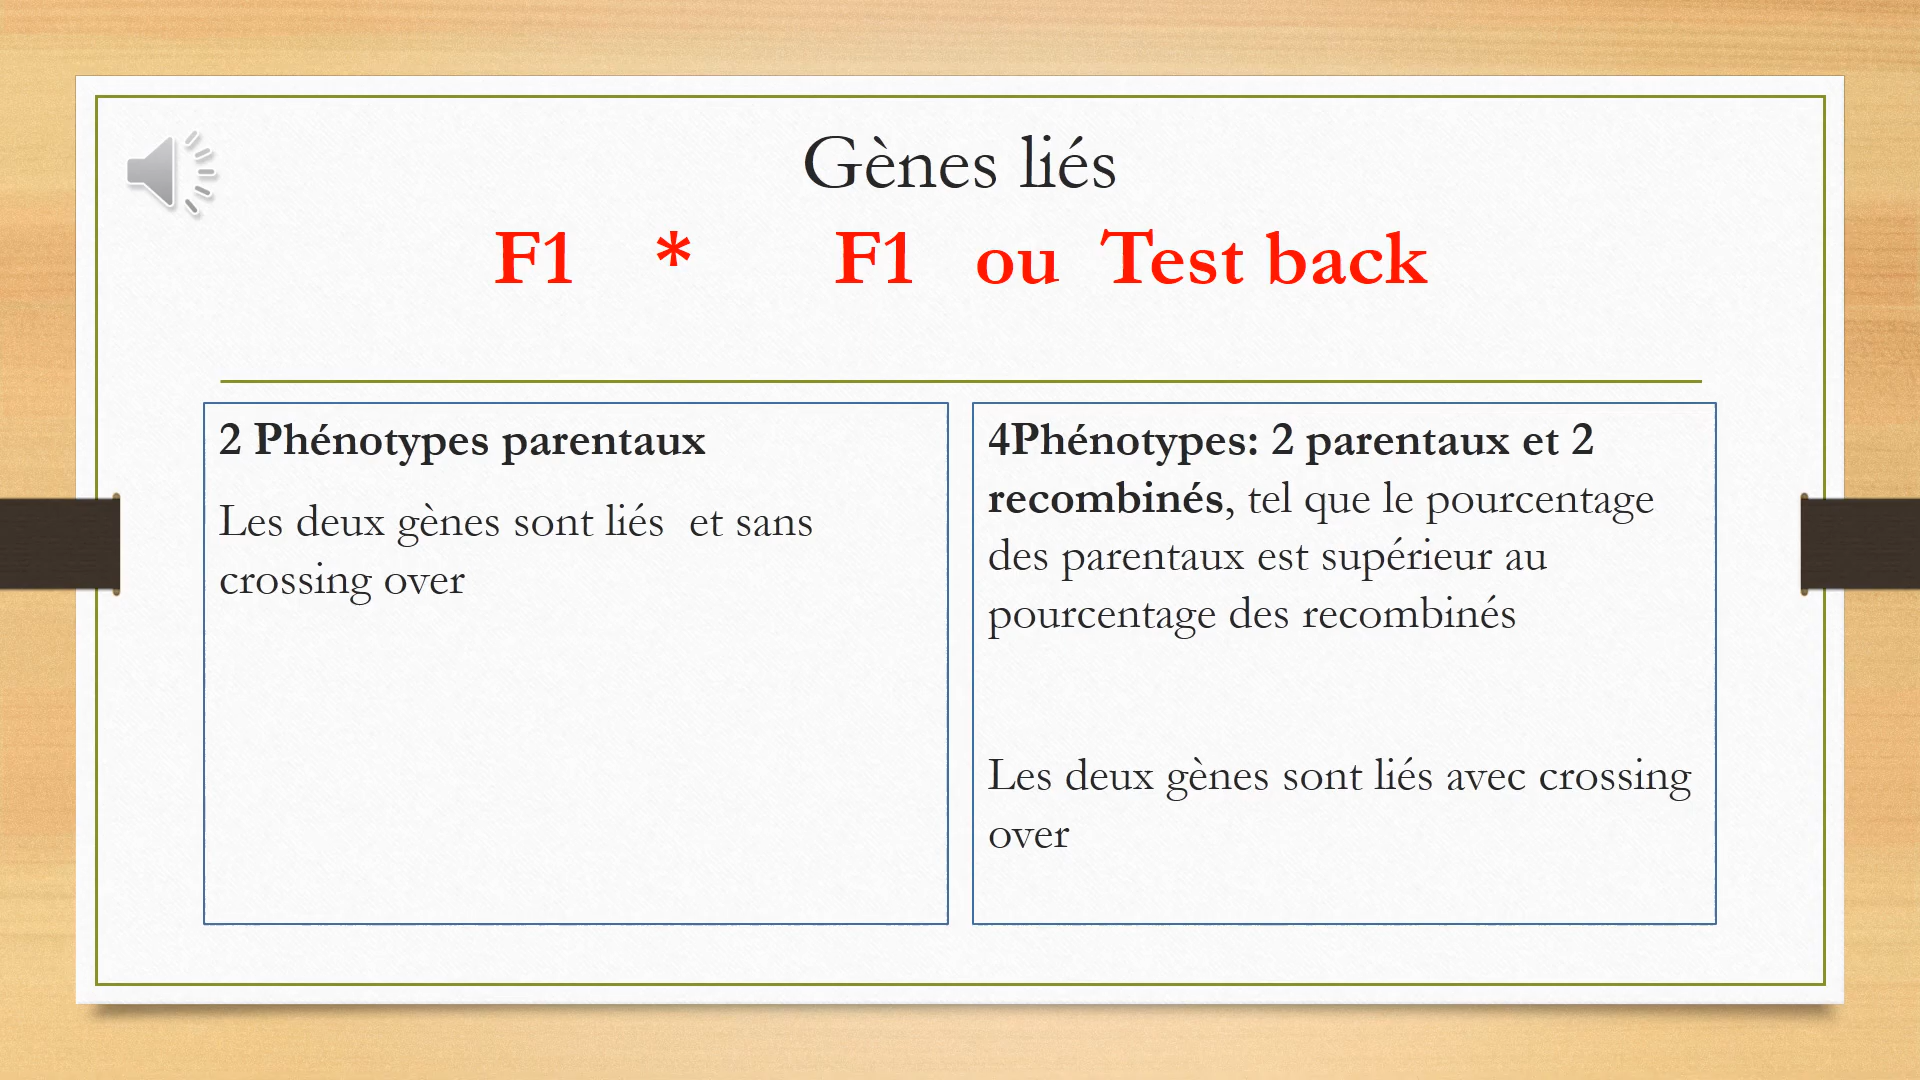 Gènes liés
F1 * F1 ou Test back
2 Phénotypes parentaux
Les deux gènes sont liés et sans
crossing over
4Phénotypes: 2 parentaux et 2
recombinés, tel que le pourcentage
des parentaux est supérieur au
pourcentage des recombinés
Les deux gènes sont liés avec crossing
over